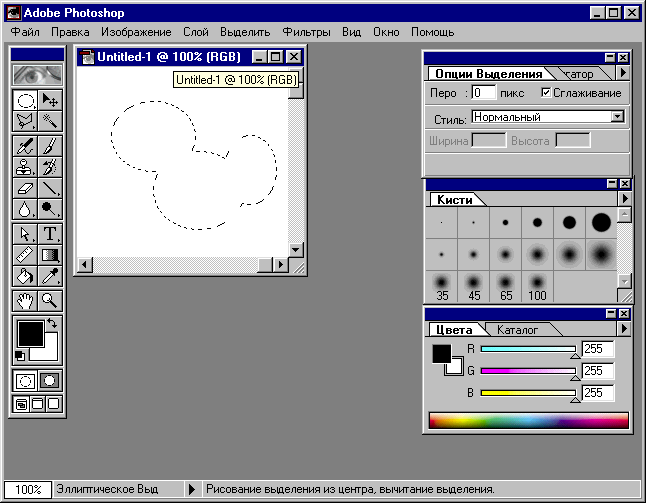 Adobe Photoshop
Файл Правка Изображение Слой Выделить Фильтры Вид Окно Помощь
Untitled-1 @ 100% (RGB)
Untitled-1 @ 100% (RGB)
Опции Выделения гатор
Перо : 0 пикс Сглаживание
Стиль: Нормальный
Ширина Высота
Кисти
35 45 65 100
Цвета Каталог
R 255
G 255
B 255
T
100% Эллиптическое Выд Рисование выделения из центра, вычитание выделения.